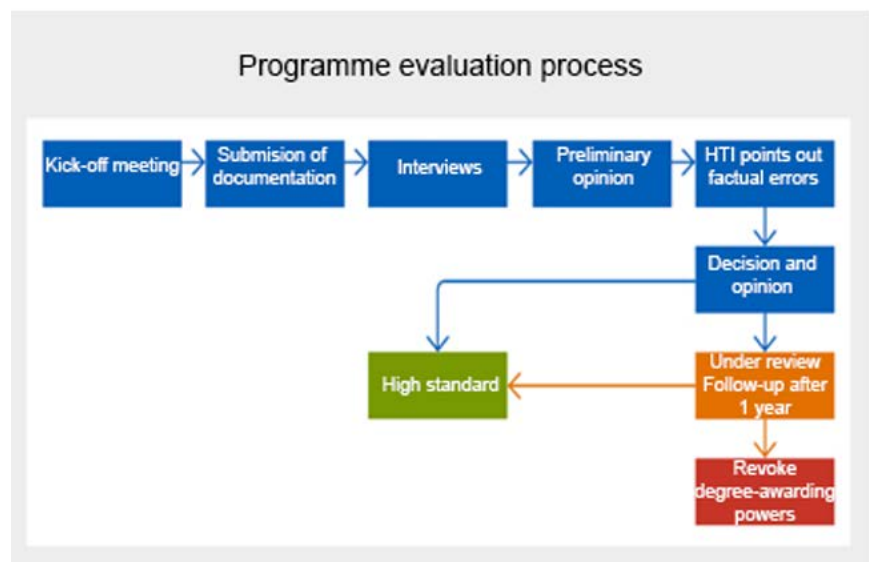 Programme evaluation process
Kick-off meeting
Submision of
documentation
Interviews
Preliminary
opinion
HTI points out
factual errors
Decision and
opinion
High standard
Under review
Follow-up after
1 year
Revoke
degree-awarding
powers